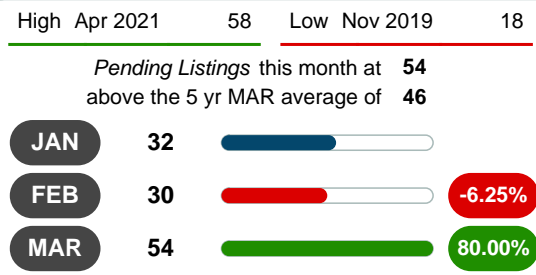 High Apr 2021 58 Low Nov 2019 18
Pending Listings this month at 54
above the 5 yr MAR average of 46
JAN 32
FEB 30 -6.25%
MAR 54 80.00%